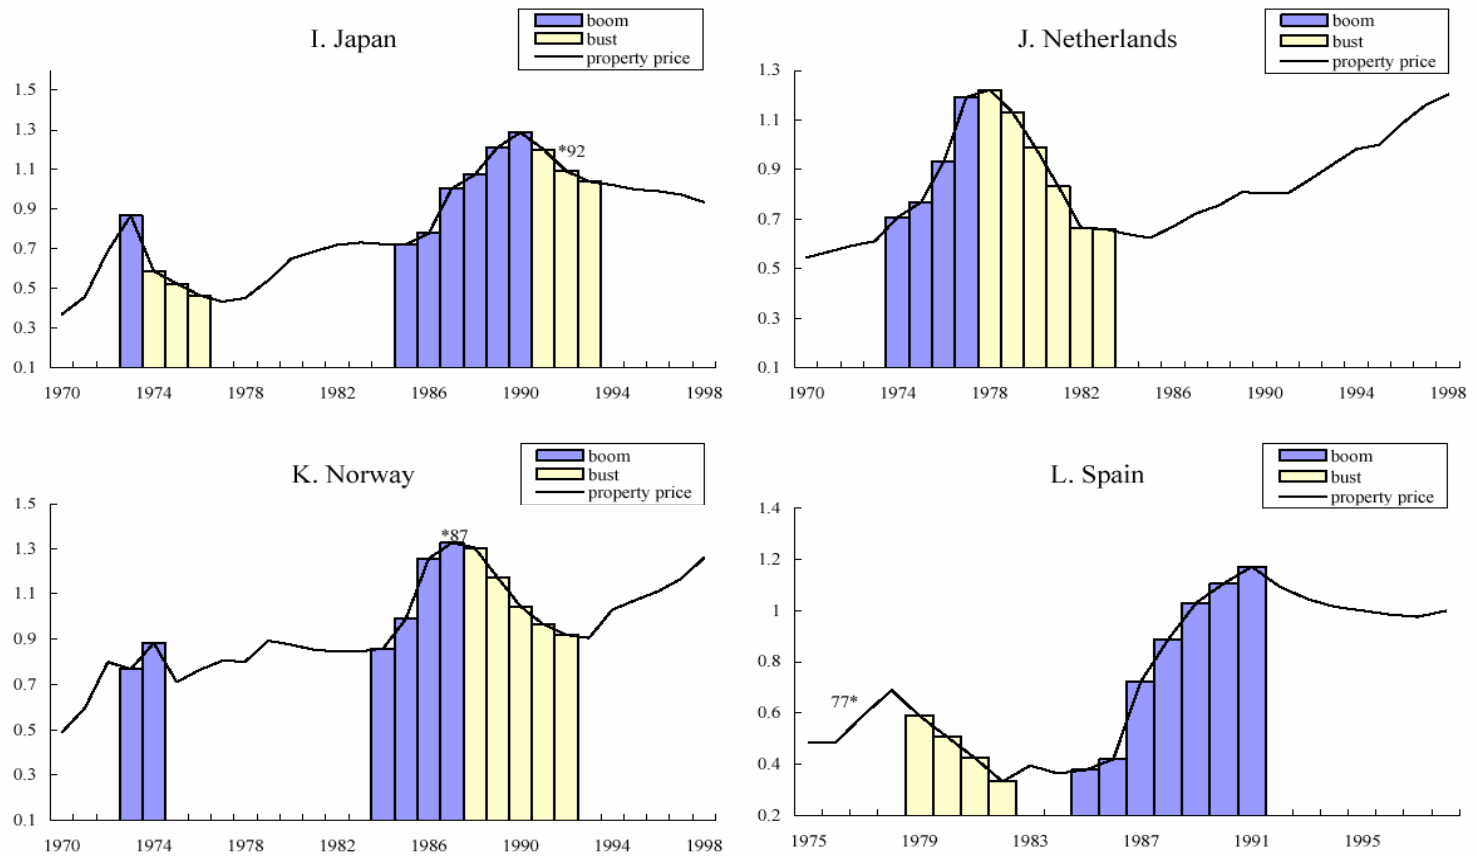 I. Japan
boom
bust
property price
1.5
1.3
1.1
0.9
0.7
0.5
0.3
0.1
*92
1970 1974 1978 1982 1986 1990 1994 1998
J. Netherlands
boom
bust
property price
1.3
1.1
0.9
0.7
0.5
0.3
0.1
1970 1974 1978 1982 1986 1990 1994 1998
K. Norway
boom
bust
property price
1.5
1.3
1.1
0.9
0.7
0.5
0.3
0.1
*87
1970 1974 1978 1982 1986 1990 1994 1998
L. Spain
boom
bust
property price
1.4
1.2
1
0.8
0.6
0.4
0.2
77*
1975 1979 1983 1987 1991 1995